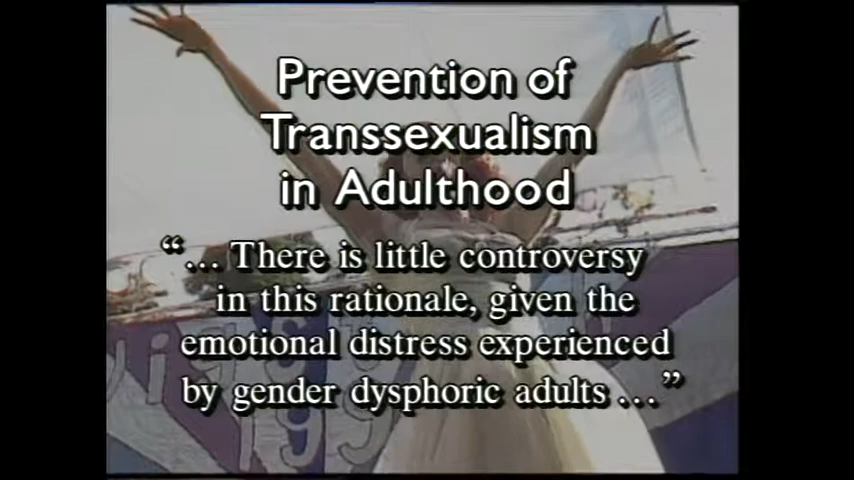 Prevention of
Transsexualism
in Adulthood
“... There is little controversy
in this rationale, given the
emotional distress experienced
by gender dysphoric adults ...”
199